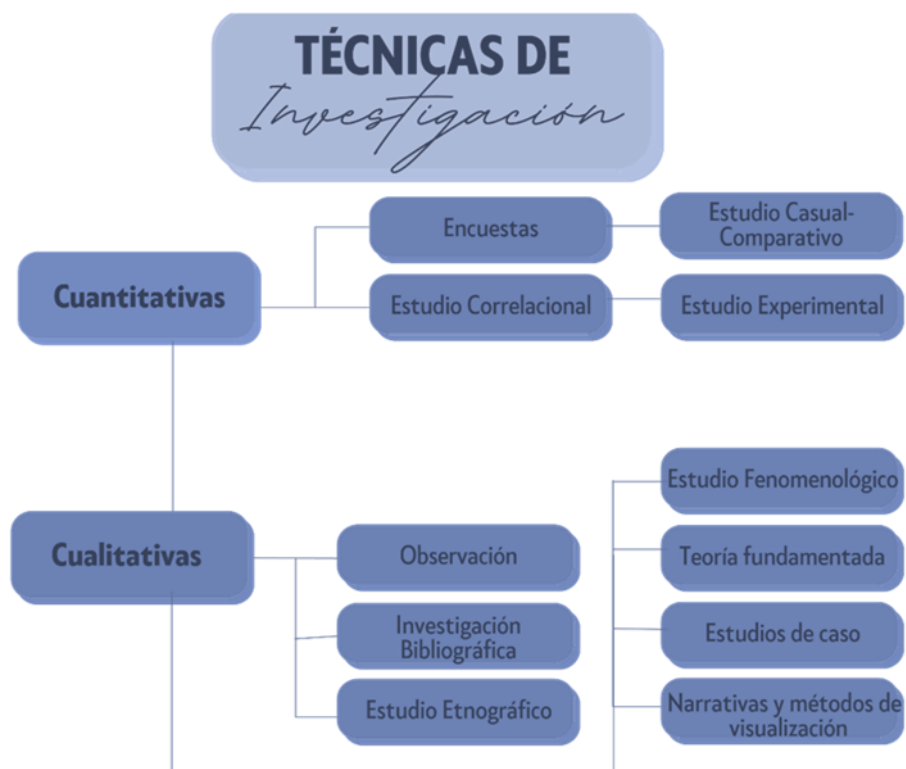 TÉCNICAS DE
Investigación
Encuestas
Estudio Casual-
Comparativo
Cuantitativas
Estudio Correlacional
Estudio Experimental
Estudio Fenomenológico
Cualitativas
Observación
Teoría fundamentada
Investigación
Bibliográfica
Estudios de caso
Estudio Etnográfico
Narrativas y métodos de
visualización